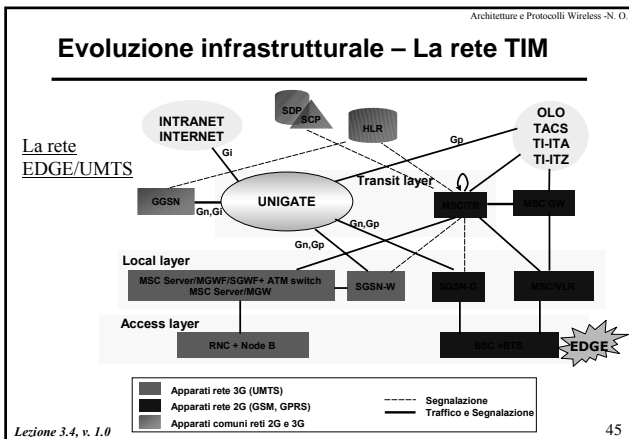 Architetture e Protocolli Wireless -N. O.
Evoluzione infrastrutturale – La rete TIM
La rete
EDGE/UMTS
INTRANET
INTERNET
SDP
SCP
HLR
OLO
TACS
TI-ITA
TI-ITZ
Gi
Gp
Transit layer
GGSN
Gn,Gi
UNIGATE
MSC/TR
MSC GW
Gn,Gp
Gn,Gp
Local layer
MSC Server/MGWF/SGWF+ ATM switch
MSC Server/MGW
SGSN-W
SGSN-G
MSC/VLR
Access layer
RNC + Node B
BSC +BTS
EDGE
Apparati rete 3G (UMTS)
Apparati rete 2G (GSM, GPRS)
Apparati comuni reti 2G e 3G
Segnalazione
Traffico e Segnalazione
Lezione 3.4, v. 1.0
45